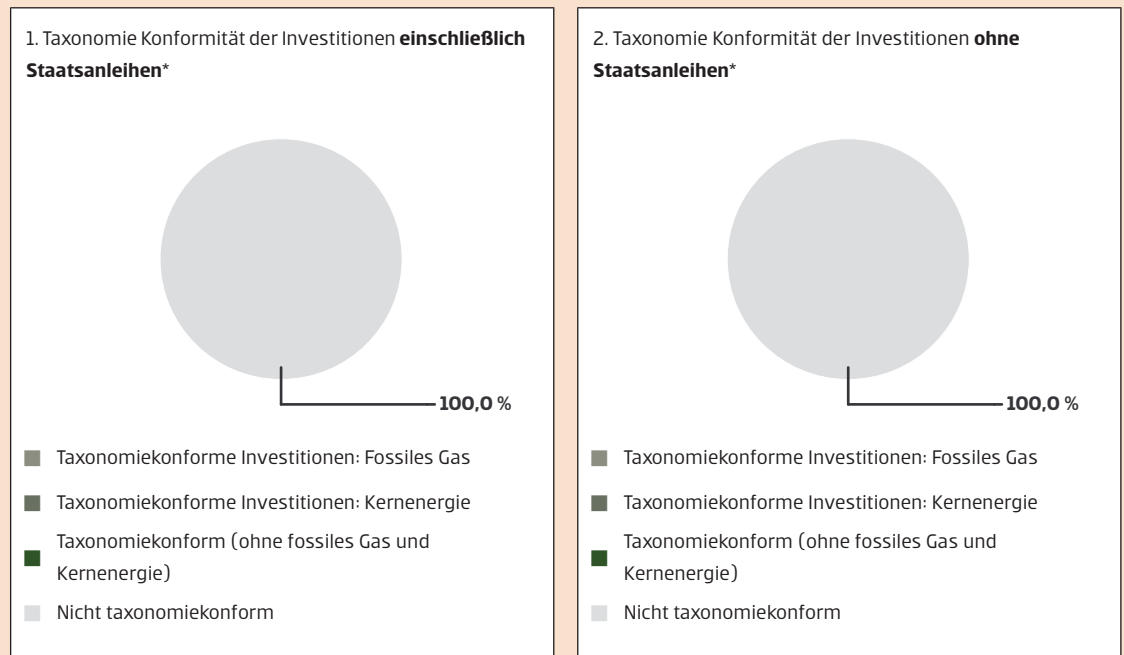 1. Taxonomie Konformität der Investitionen einschließlich
Staatsanleihen*
100,0 %
Taxonomiekonforme Investitionen: Fossiles Gas
Taxonomiekonforme Investitionen: Kernenergie
Taxonomiekonform (ohne fossiles Gas und
Kernenergie)
Nicht taxonomiekonform
2. Taxonomie Konformität der Investitionen ohne
Staatsanleihen*
100,0 %
Taxonomiekonforme Investitionen: Fossiles Gas
Taxonomiekonforme Investitionen: Kernenergie
Taxonomiekonform (ohne fossiles Gas und
Kernenergie)
Nicht taxonomiekonform